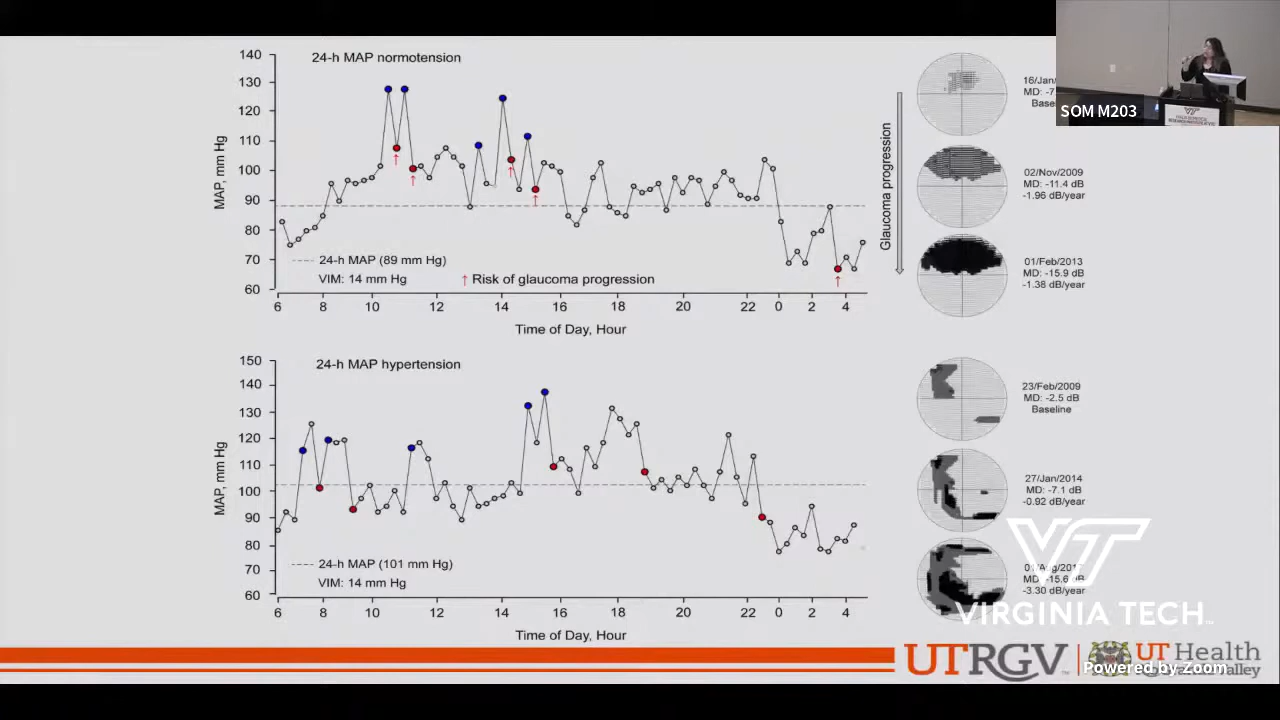 140
24-h MAP normotension
130
120
110
100
90
80
70
60
MAP, mm Hg
24-h MAP (89 mm Hg)
VIM: 14 mm Hg
↑ Risk of glaucoma progression
6 8 10 12 14 16 18 20 22 0 2 4
Time of Day, Hour
Glaucoma progression
02/Nov/2009
MD: -11.4 dB
-1.96 dB/year
01/Feb/2013
MD: -15.9 dB
-1.38 dB/year
SOM M203
150
24-h MAP hypertension
140
130
120
110
100
90
80
70
60
MAP, mm Hg
24-h MAP (101 mm Hg)
VIM: 14 mm Hg
6 8 10 12 14 16 18 20 22 0 2 4
Time of Day, Hour
23/Feb/2009
MD: -2.5 dB
Baseline
27/Jan/2014
MD: -7.1 dB
-0.92 dB/year
-3.30 dB/year
VT
VIRGINIA TECH
UTRGV
UT Health
Valley
Powered by Zoom